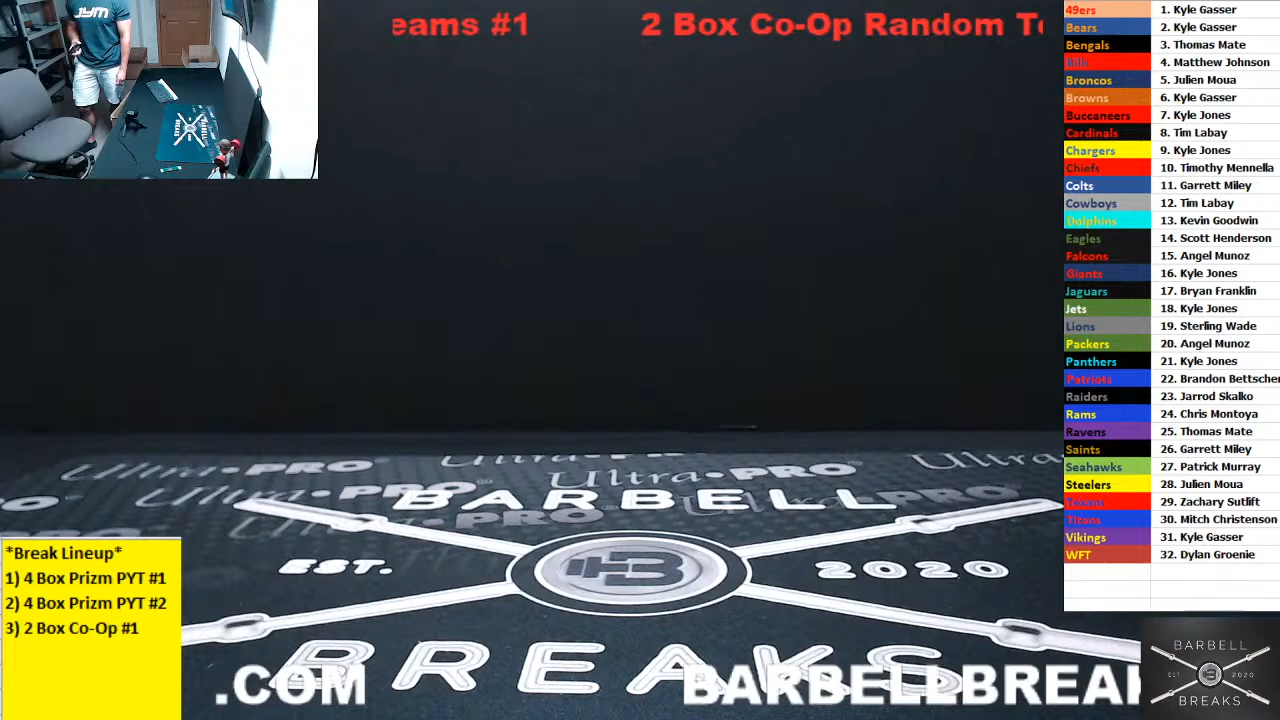 JYM
eams #1 2 Box Co-Op Random Te
49ers 1. Kyle Gasser
Bears 2. Kyle Gasser
Bengals 3. Thomas Mate
Bills 4. Matthew Johnson
Broncos 5. Julien Moua
Browns 6. Kyle Gasser
Buccaneers 7. Kyle Jones
Cardinals 8. Tim Labay
Chargers 9. Kyle Jones
Chiefs 10. Timothy Mennella
Colts 11. Garrett Miley
Cowboys 12. Tim Labay
Dolphins 13. Kevin Goodwin
Eagles 14. Scott Henderson
Falcons 15. Angel Munoz
Giants 16. Kyle Jones
Jaguars 17. Bryan Franklin
Jets 18. Kyle Jones
Lions 19. Sterling Wade
Packers 20. Angel Munoz
Panthers 21. Kyle Jones
Patriots 22. Brandon Bettscher
Raiders 23. Jarrod Skalko
Rams 24. Chris Montoya
Ravens 25. Thomas Mate
Saints 26. Garrett Miley
Seahawks 27. Patrick Murray
Steelers 28. Julien Moua
Texans 29. Zachary Sutlift
Titans 30. Mitch Christenson
Vikings 31. Kyle Gasser
WFT 32. Dylan Groenie
Ultra·PRO Ultra·PRO Ultra
BARBELL
EST. 2020
BREAKS
*Break Lineup*
1) 4 Box Prizm PYT #1
2) 4 Box Prizm PYT #2
3) 2 Box Co-Op #1
.COM BARBELLBREA
BARBELL
EST 2020
BREAKS